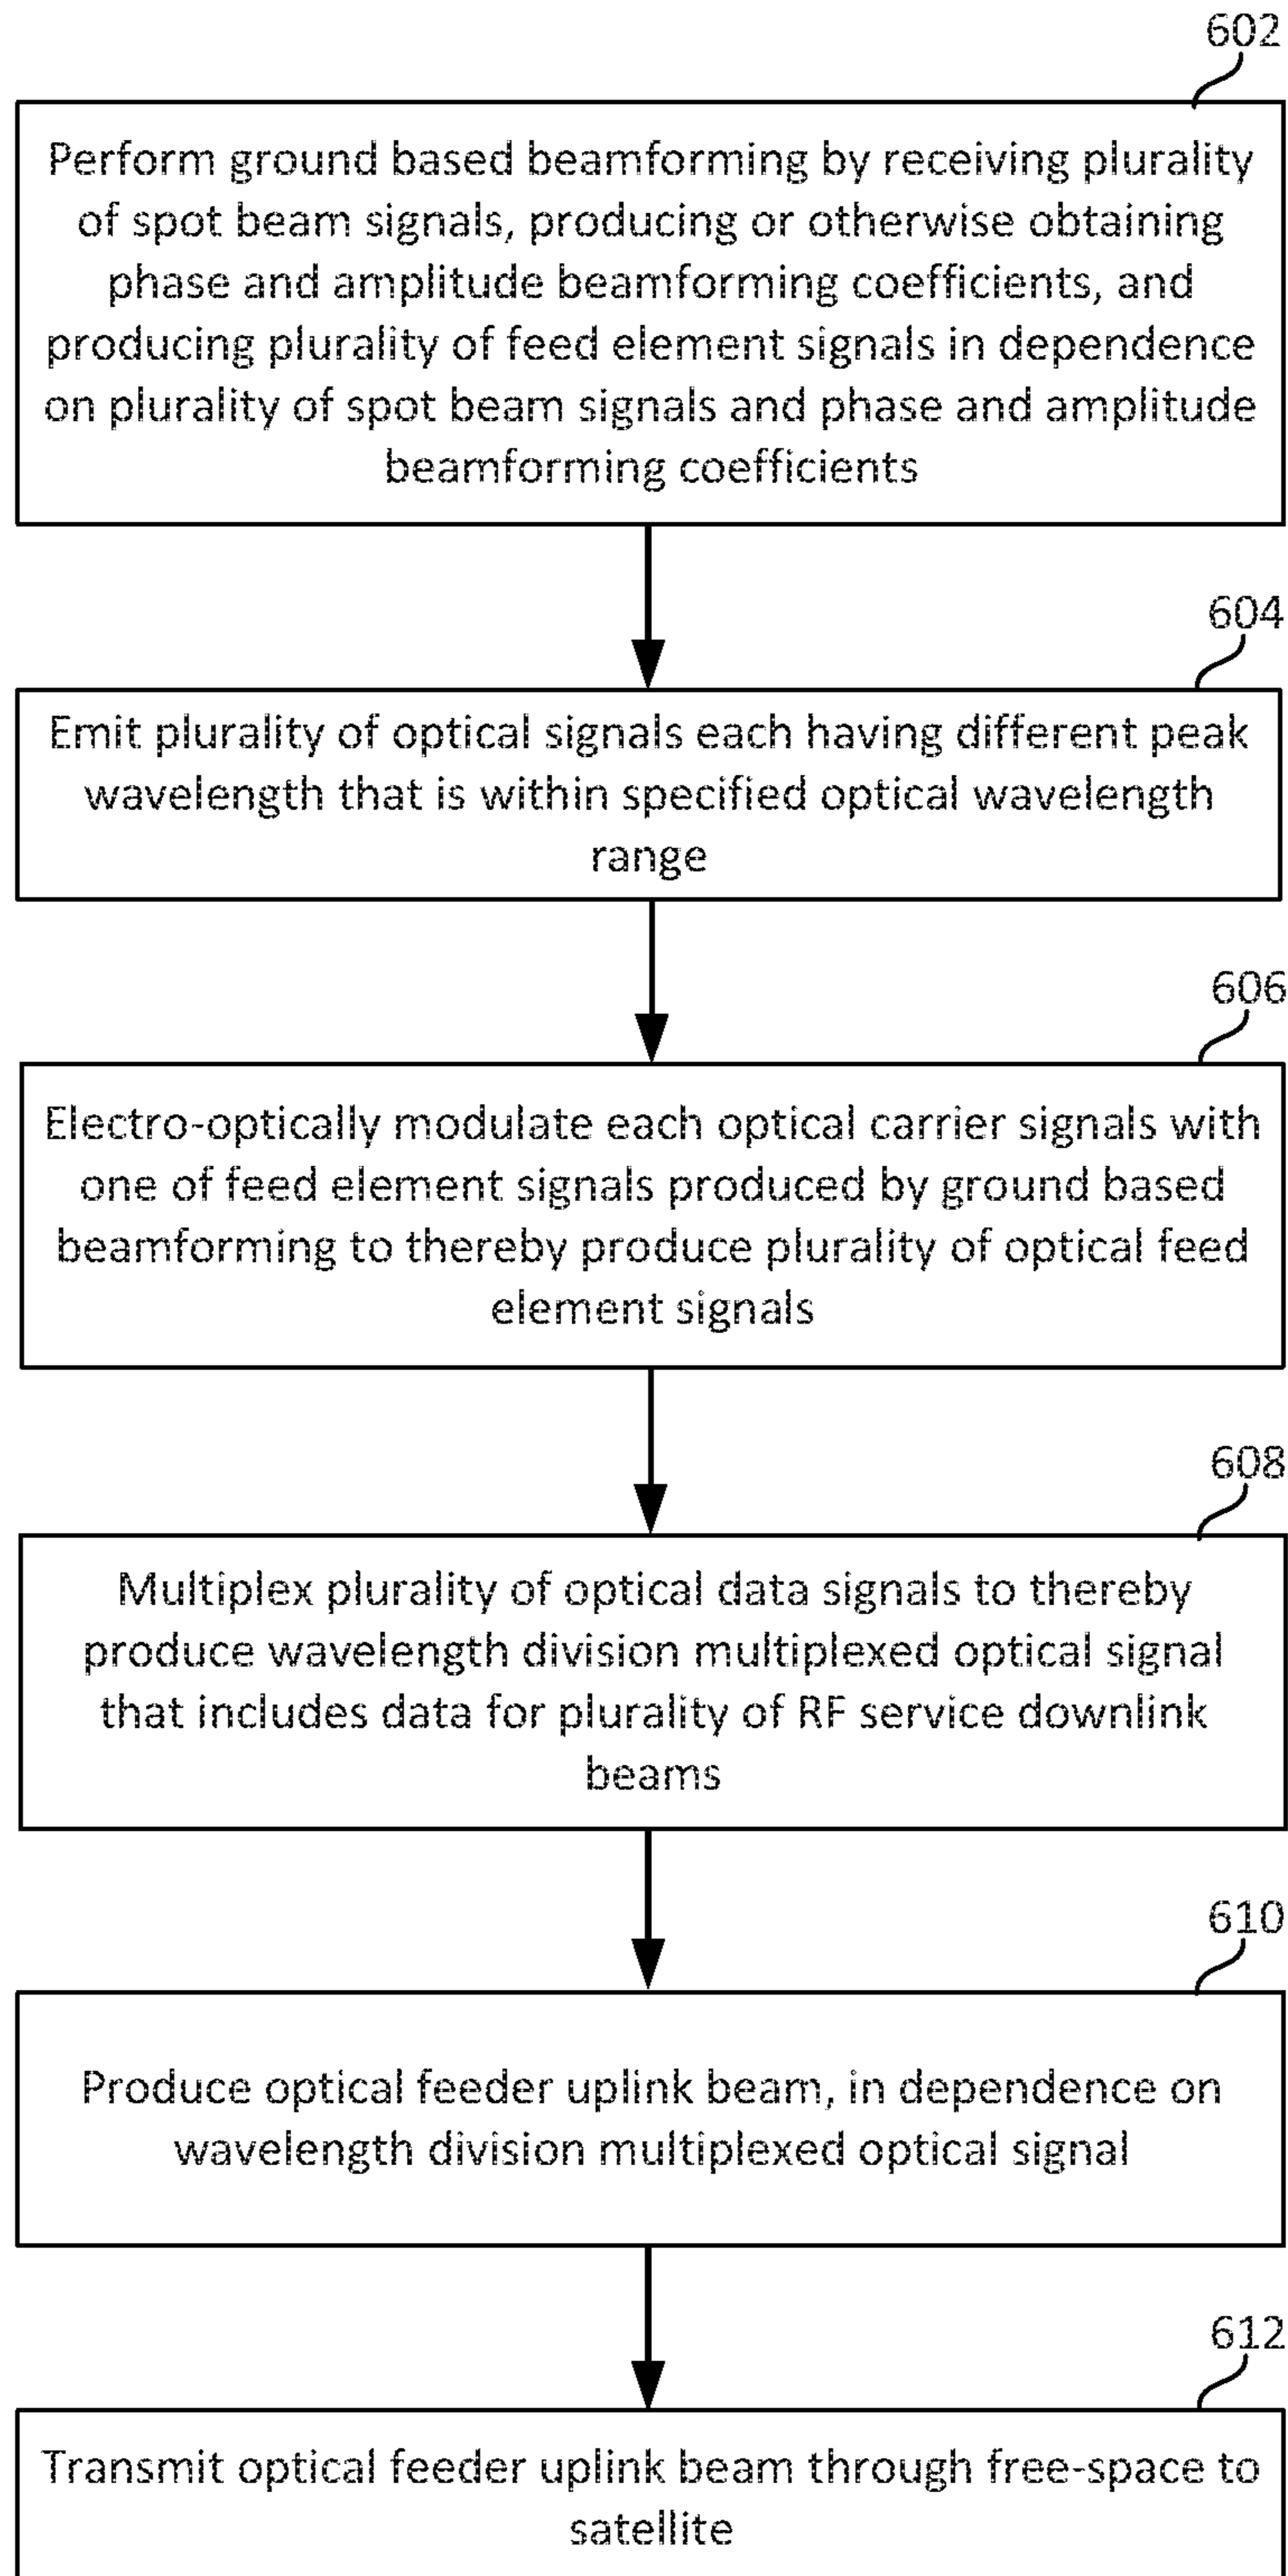 602
Perform ground based beamforming by receiving plurality
of spot beam signals, producing or otherwise obtaining
phase and amplitude beamforming coefficients, and
producing plurality of feed element signals in dependence
on plurality of spot beam signals and phase and amplitude
beamforming coefficients
604
Emit plurality of optical signals each having different peak
wavelength that is within specified optical wavelength
range
606
Electro-optically modulate each optical carrier signals with
one of feed element signals produced by ground based
beamforming to thereby produce plurality of optical feed
element signals
608
Multiplex plurality of optical data signals to thereby
produce wavelength division multiplexed optical signal
that includes data for plurality of RF service downlink
beams
610
Produce optical feeder uplink beam, in dependence on
wavelength division multiplexed optical signal
612
Transmit optical feeder uplink beam through free-space to
satellite